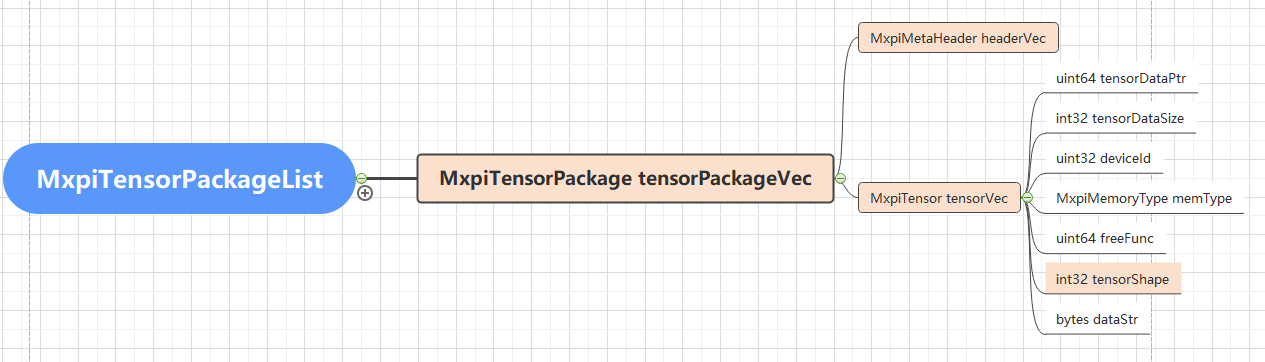 MxpiTensorPackageList
MxpiTensorPackage tensorPackageVec
MxpiMetaHeader headerVec
MxpiTensor tensorVec
uint64 tensorDataPtr
int32 tensorDataSize
uint32 deviceId
MxpiMemoryType memType
uint64 freeFunc
int32 tensorShape
bytes dataStr